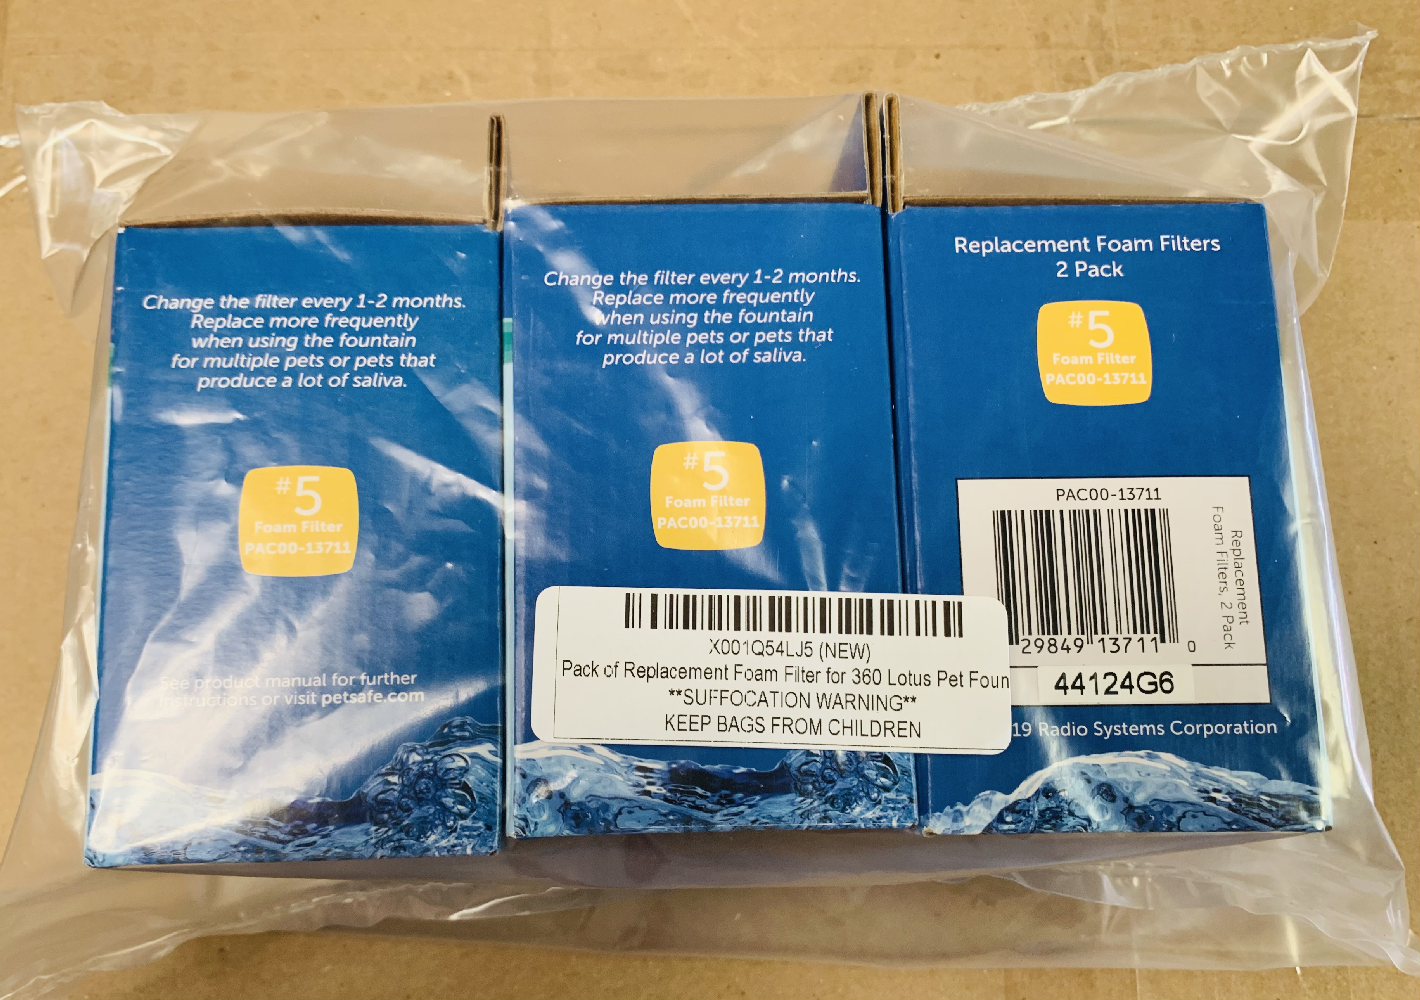 Change the filter every 1-2 months.
Replace more frequently
when using the fountain
for multiple pets or pets that
produce a lot of saliva.
#5
Foam Filter
PAC00-13711
See product manual for further
instructions or visit petsafe.com
Change the filter every 1-2 months.
Replace more frequently
when using the fountain
for multiple pets or pets that
produce a lot of saliva.
#5
Foam Filter
PAC00-13711
X001Q54LJ5 (NEW)
Pack of Replacement Foam Filter for 360 Lotus Pet Foun
**SUFFOCATION WARNING**
KEEP BAGS FROM CHILDREN
Replacement Foam Filters
2 Pack
#5
Foam Filter
PAC00-13711
PAC00-13711
Replacement
Foam Filters, 2 Pack
29849 13711 0
44124G6
19 Radio Systems Corporation